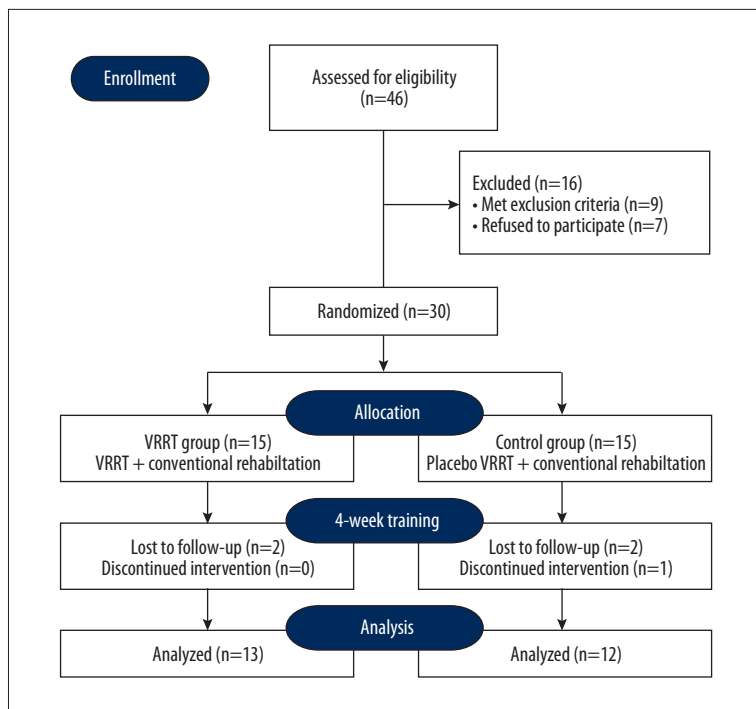 Enrollment
Assessed for eligibility
(n=46)
Excluded (n=16)
• Met exclusion criteria (n=9)
• Refused to participate (n=7)
Randomized (n=30)
Allocation
VRRT group (n=15)
VRRT + conventional rehabiltation
Control group (n=15)
Placebo VRRT + conventional rehabiltation
4-week training
Lost to follow-up (n=2)
Discontinued intervention (n=0)
Lost to follow-up (n=2)
Discontinued intervention (n=1)
Analysis
Analyzed (n=13)
Analyzed (n=12)